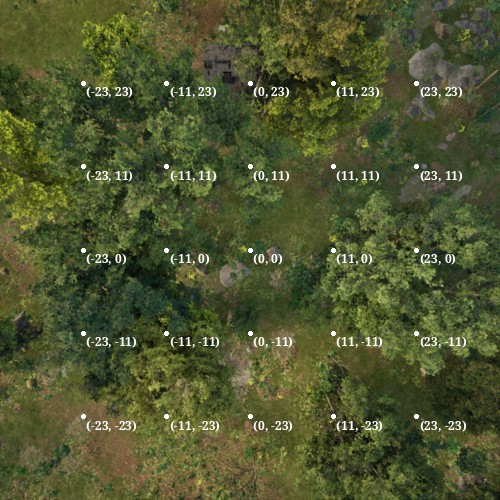 (-23, 23) (-11, 23) (0, 23) (11, 23) (23, 23)
(-23, 11) (-11, 11) (0, 11) (11, 11) (23, 11)
(-23, 0) (-11, 0) (0, 0) (11, 0) (23, 0)
(-23, -11) (-11, -11) (0, -11) (11, -11) (23, -11)
(-23, -23) (-11, -23) (0, -23) (11, -23) (23, -23)